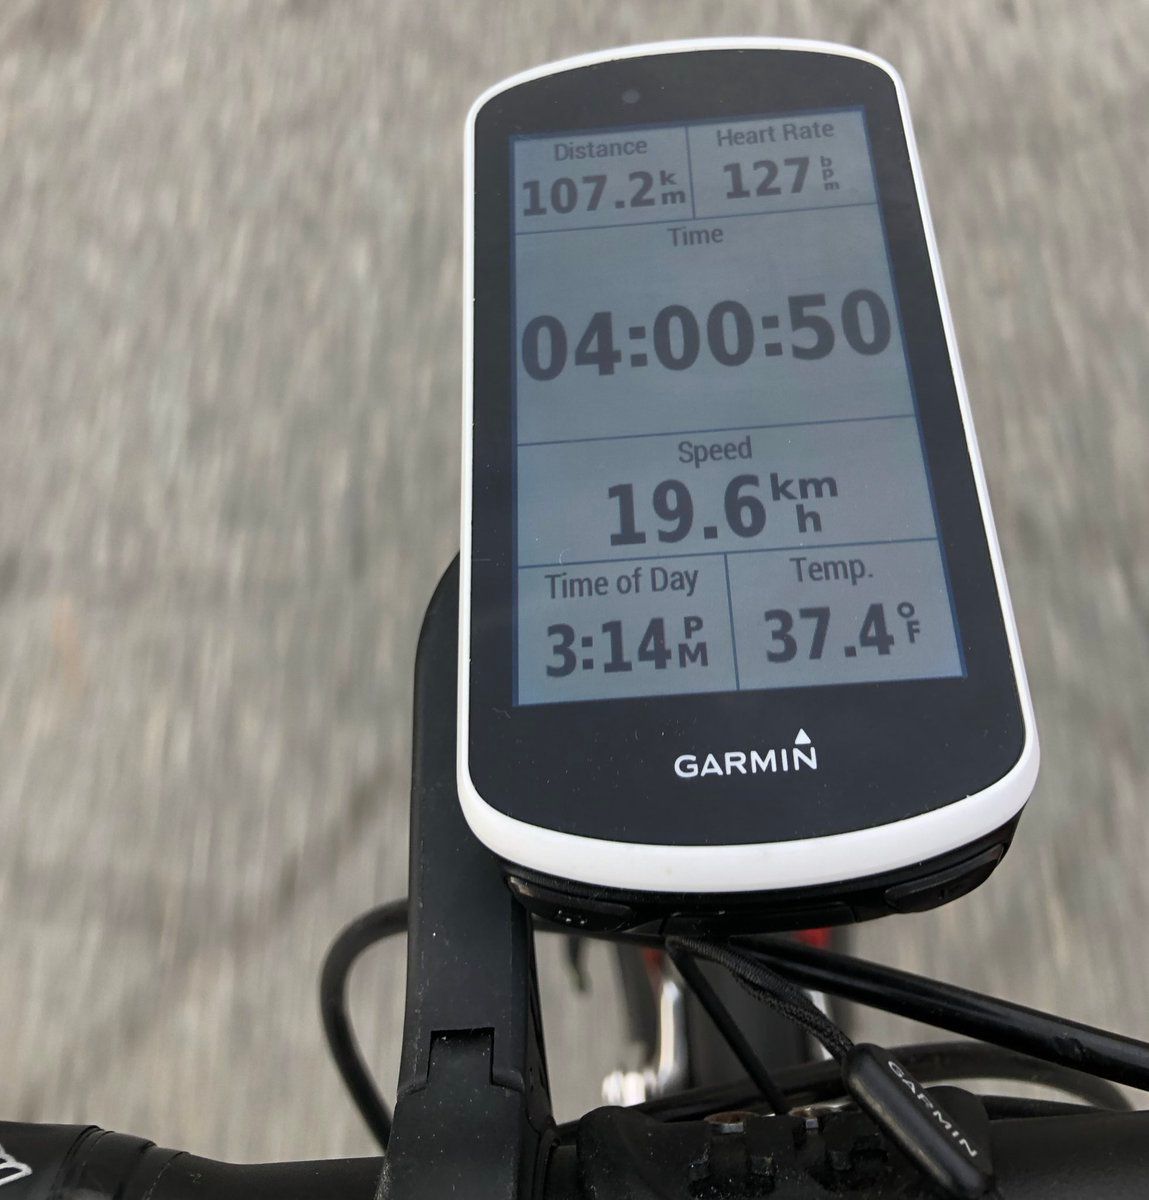 Distance
107.2 km
Heart Rate
127 bpm
Time
04:00:50
Speed
19.6 km h
Time of Day
3:14 PM
Temp.
37.4 °F
GARMIN
GARMIN